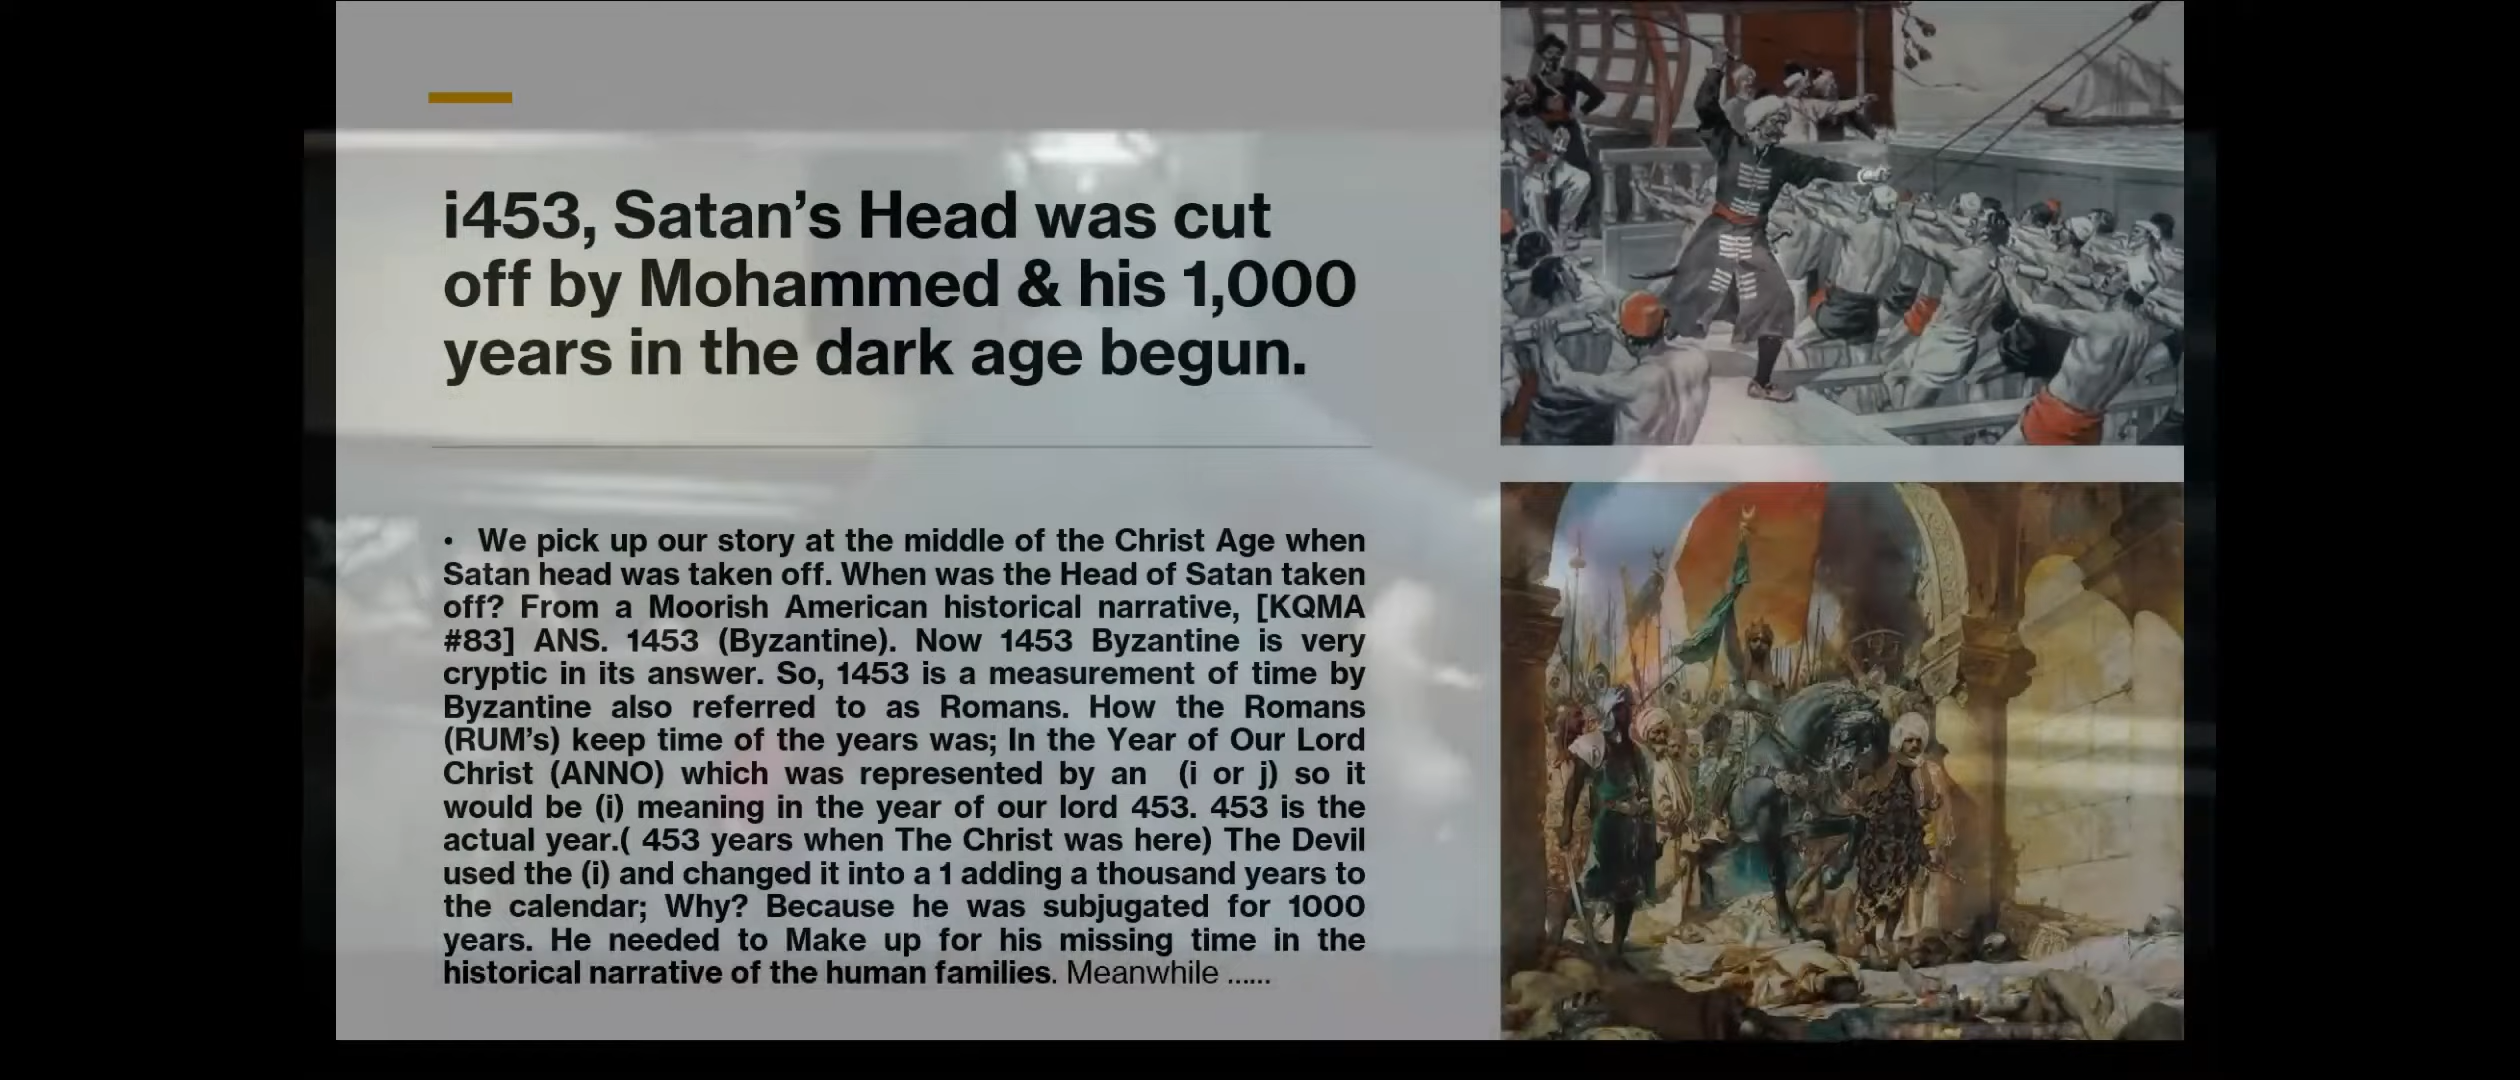 i453, Satan's Head was cut
off by Mohammed & his 1,000
years in the dark age begun.
• We pick up our story at the middle of the Christ Age when
Satan head was taken off. When was the Head of Satan taken
off? From a Moorish American historical narrative, [KQMA
#83] ANS. 1453 (Byzantine). Now 1453 Byzantine is very
cryptic in its answer. So, 1453 is a measurement of time by
Byzantine also referred to as Romans. How the Romans
(RUM's) keep time of the years was; In the Year of Our Lord
Christ (ANNO) which was represented by an (i or j) so it
would be (i) meaning in the year of our lord 453. 453 is the
actual year.( 453 years when The Christ was here) The Devil
used the (i) and changed it into a 1 adding a thousand years to
the calendar; Why? Because he was subjugated for 1000
years. He needed to Make up for his missing time in the
historical narrative of the human families. Meanwhile ......